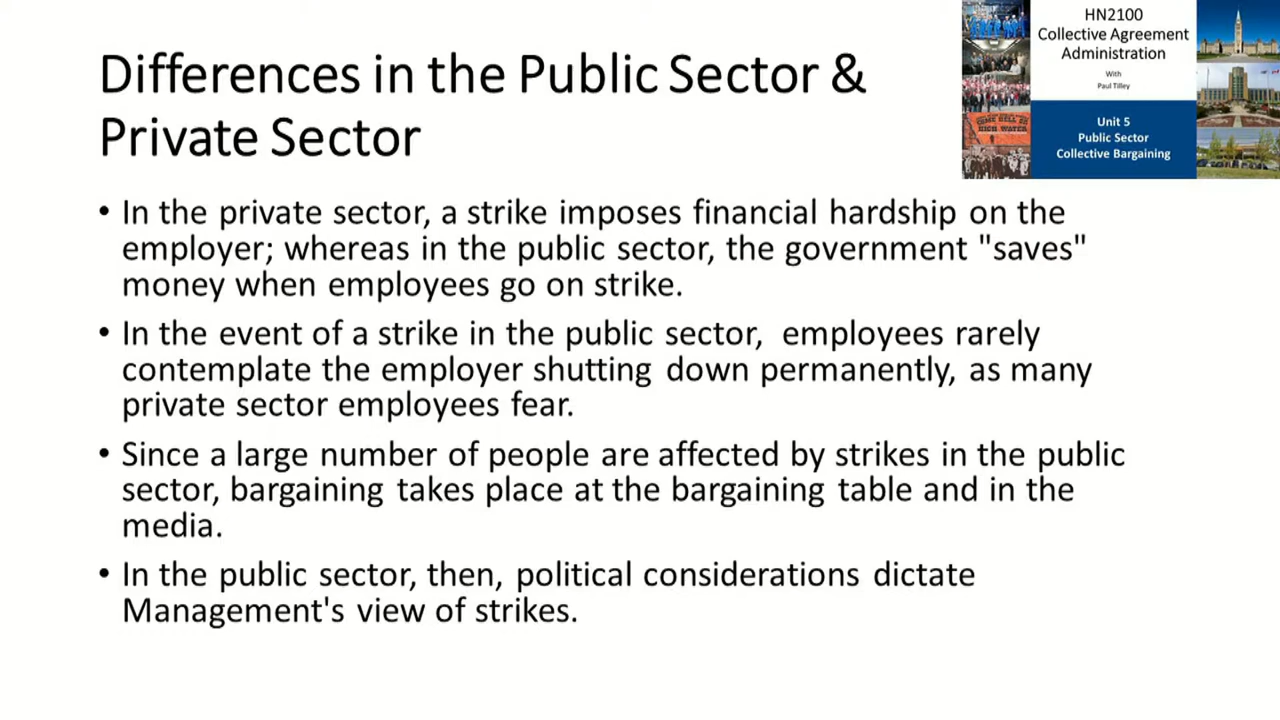 Differences in the Public Sector &
Private Sector
HN2100
Collective Agreement
Administration
With
Paul Tilley
Unit 5
Public Sector
Collective Bargaining
COME HELL OR
HIGH WATER
• In the private sector, a strike imposes financial hardship on the
employer; whereas in the public sector, the government "saves"
money when employees go on strike.
• In the event of a strike in the public sector,  employees rarely
contemplate the employer shutting down permanently, as many
private sector employees fear.
• Since a large number of people are affected by strikes in the public
sector, bargaining takes place at the bargaining table and in the
media.
• In the public sector, then, political considerations dictate
Management's view of strikes.